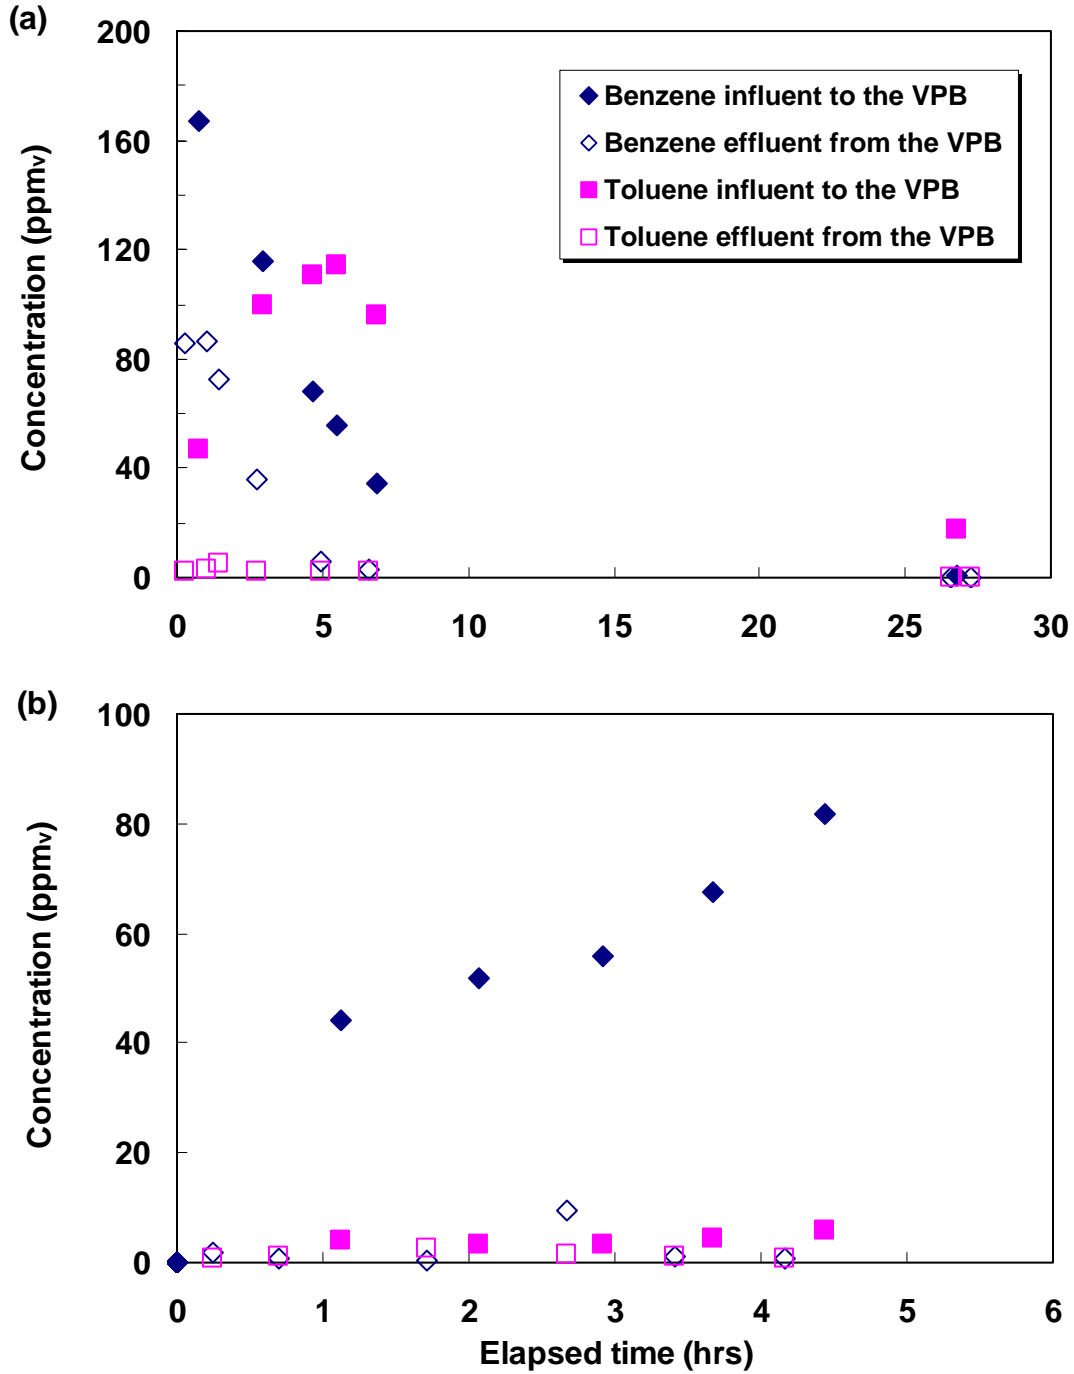 (a)
200
160
120
80
40
0
Concentration (ppmv)
Benzene influent to the VPB
Benzene effluent from the VPB
Toluene influent to the VPB
Toluene effluent from the VPB
0 5 10 15 20 25 30
(b)
100
80
60
40
20
0
Concentration (ppmv)
0 1 2 3 4 5 6
Elapsed time (hrs)